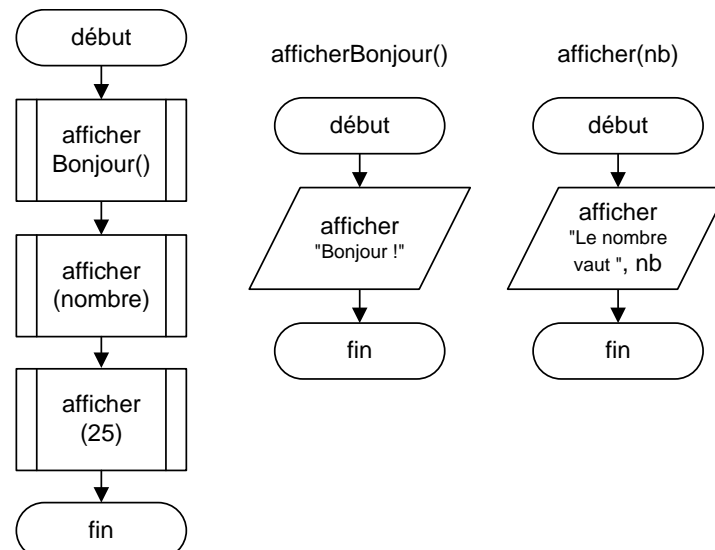 début
afficher
Bonjour()
afficher
(nombre)
afficher
(25)
fin
afficherBonjour()
début
afficher
"Bonjour !"
fin
afficher(nb)
début
afficher
"Le nombre
vaut ", nb
fin